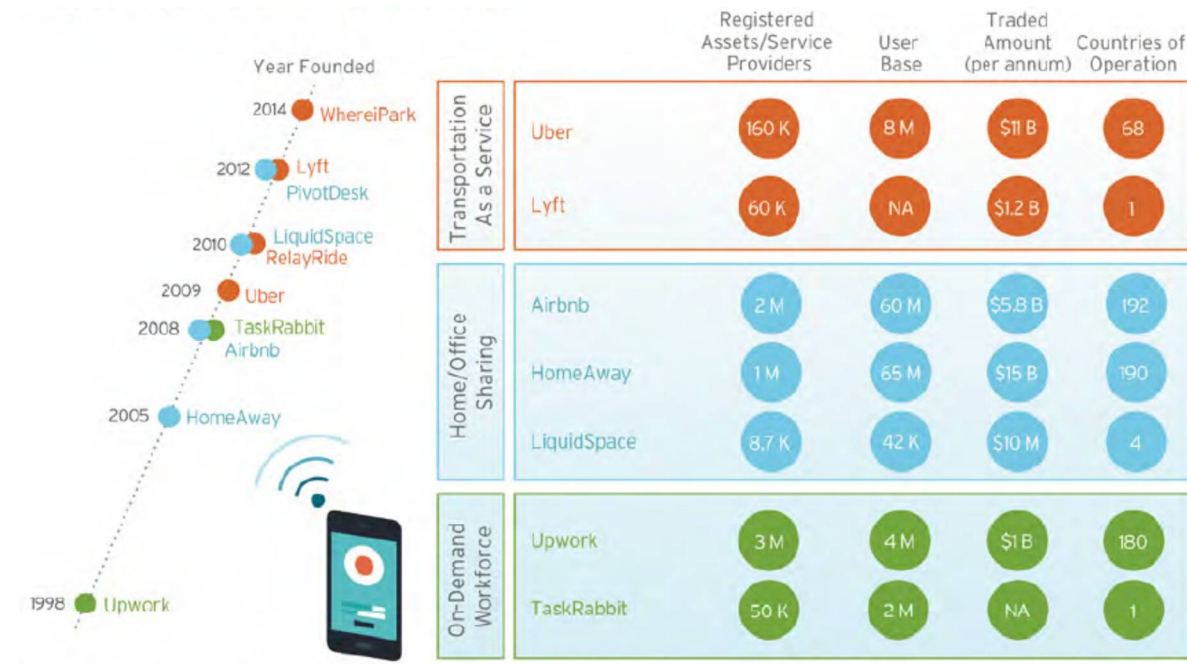 Year Founded
2014 WhereiPark
2012 Lyft
PivotDesk
2010 LiquidSpace
RelayRide
2009 Uber
2008 TaskRabbit
Airbnb
2005 HomeAway
1998 Upwork
Registered
Assets/Service
Providers
User
Base
Traded
Amount
(per annum)
Countries of
Operation
Transportation
As a Service
Uber 160 K 8 M $11 B 68
Lyft 60 K NA $1.2 B 1
Home/Office
Sharing
Airbnb 2 M 60 M $5.8 B 192
HomeAway 1 M 65 M $15 B 190
LiquidSpace 8.7 K 42 K $10 M 4
On-Demand
Workforce
Upwork 3 M 4 M $1 B 180
TaskRabbit 50 K 2 M NA 1